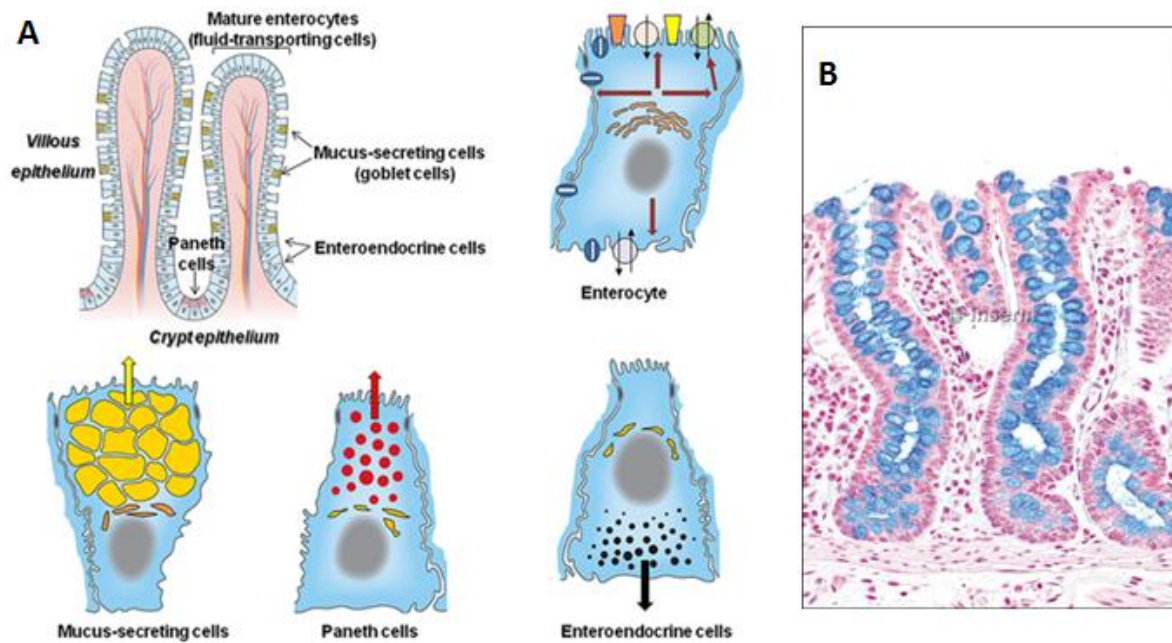 A
Mature enterocytes
(fluid-transporting cells)
Villous
epithelium
Mucus-secreting cells
(goblet cells)
Paneth
cells
Enteroendocrine cells
Crypt epithelium
Enterocyte
Mucus-secreting cells
Paneth cells
Enteroendocrine cells
B
Inserm